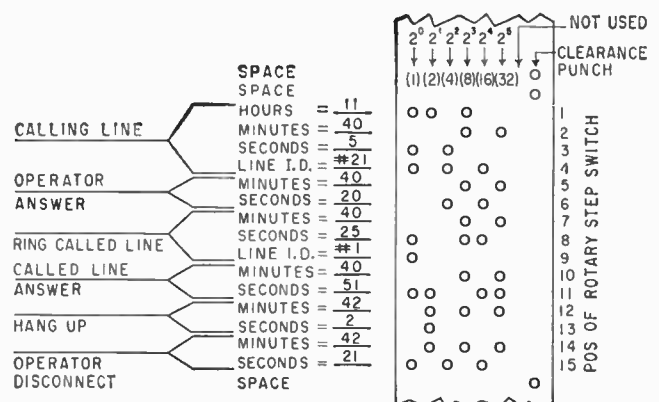 NOT USED
2⁰ 2¹ 2² 2³ 2⁴ 2⁵
CLEARANCE
PUNCH
(1) (2) (4) (8) (16) (32)
SPACE
SPACE
HOURS = 11 1
MINUTES = 40 2
CALLING LINE
SECONDS = 5 3
LINE I.D. = #21 4
OPERATOR
MINUTES = 40 5
ANSWER
SECONDS = 20 6
MINUTES = 40 7
RING CALLED LINE
SECONDS = 25 8
LINE I.D. = #1 9
CALLED LINE
MINUTES = 40 10
ANSWER
SECONDS = 51 11
MINUTES = 42 12
HANG UP
SECONDS = 2 13
MINUTES = 42 14
OPERATOR
SECONDS = 21 15
DISCONNECT
SPACE
POS OF ROTARY STEP SWITCH